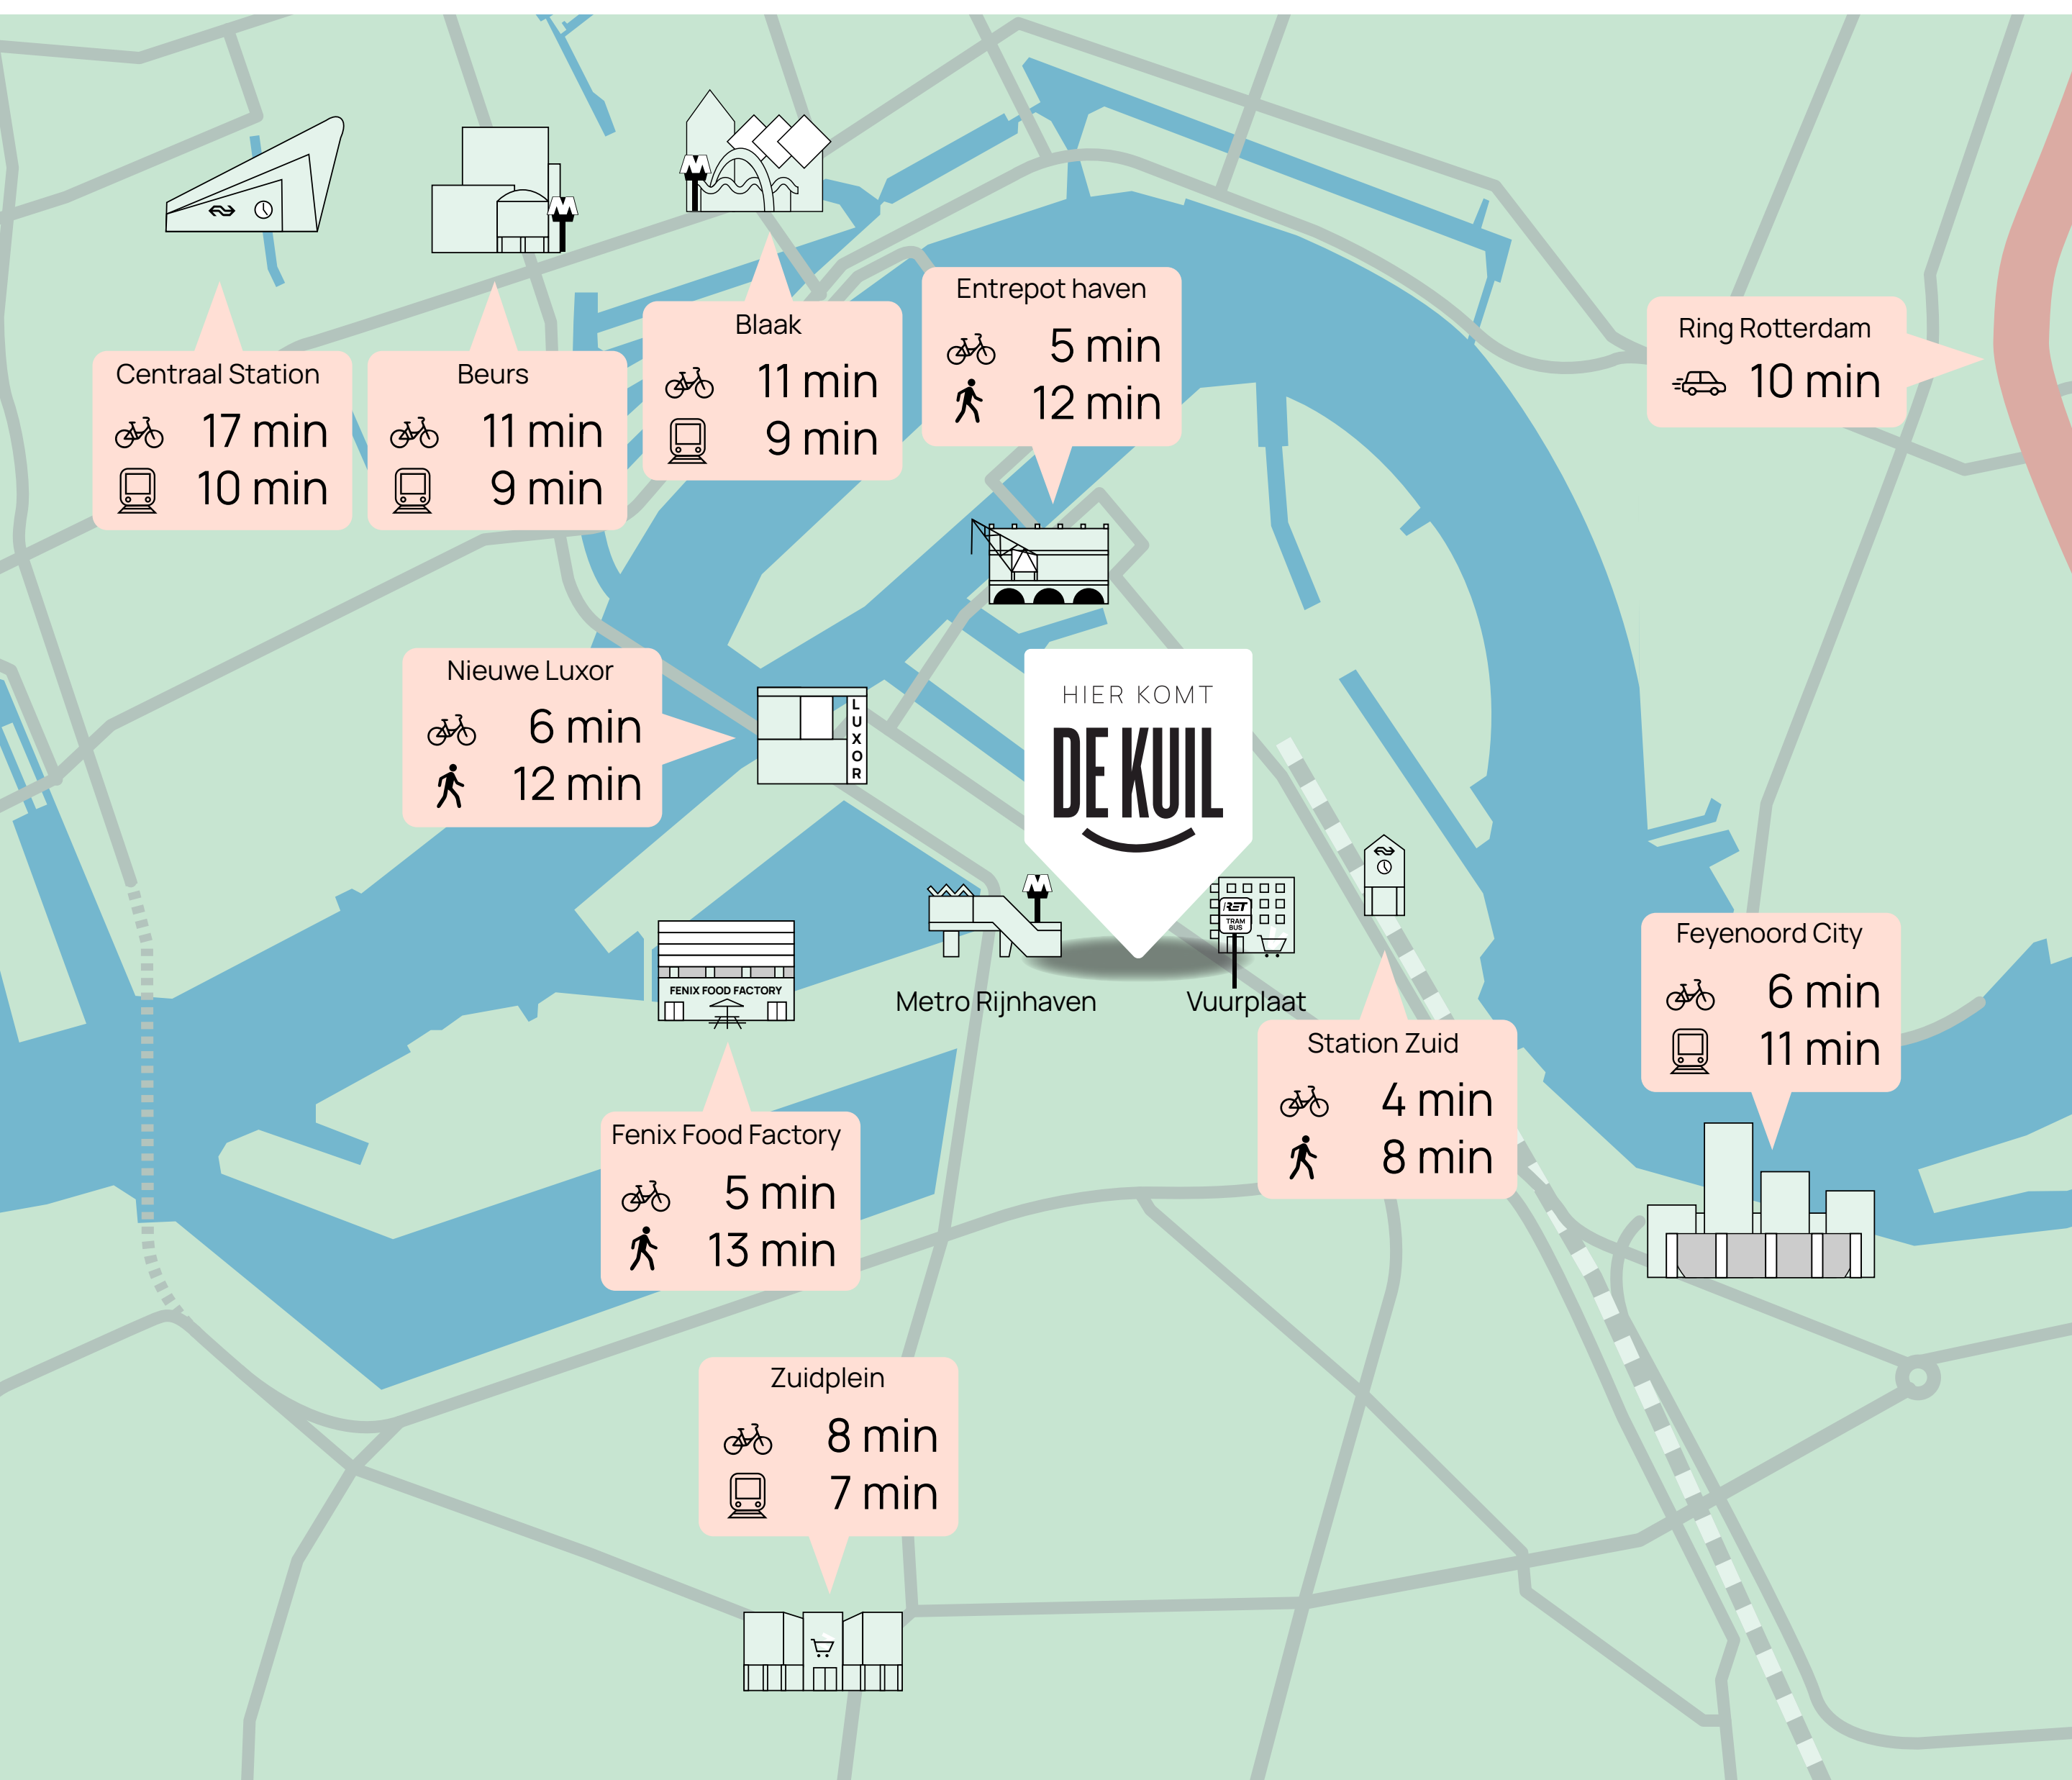 Centraal Station
17 min
10 min
Beurs
11 min
9 min
Blaak
11 min
9 min
Entrepot haven
5 min
12 min
Ring Rotterdam
10 min
Nieuwe Luxor
6 min
12 min
LUXOR
HIER KOMT
DE KUIL
FENIX FOOD FACTORY
Metro Rijnhaven
RET
TRAM
BUS
Vuurplaat
Fenix Food Factory
5 min
13 min
Station Zuid
4 min
8 min
Feyenoord City
6 min
11 min
Zuidplein
8 min
7 min